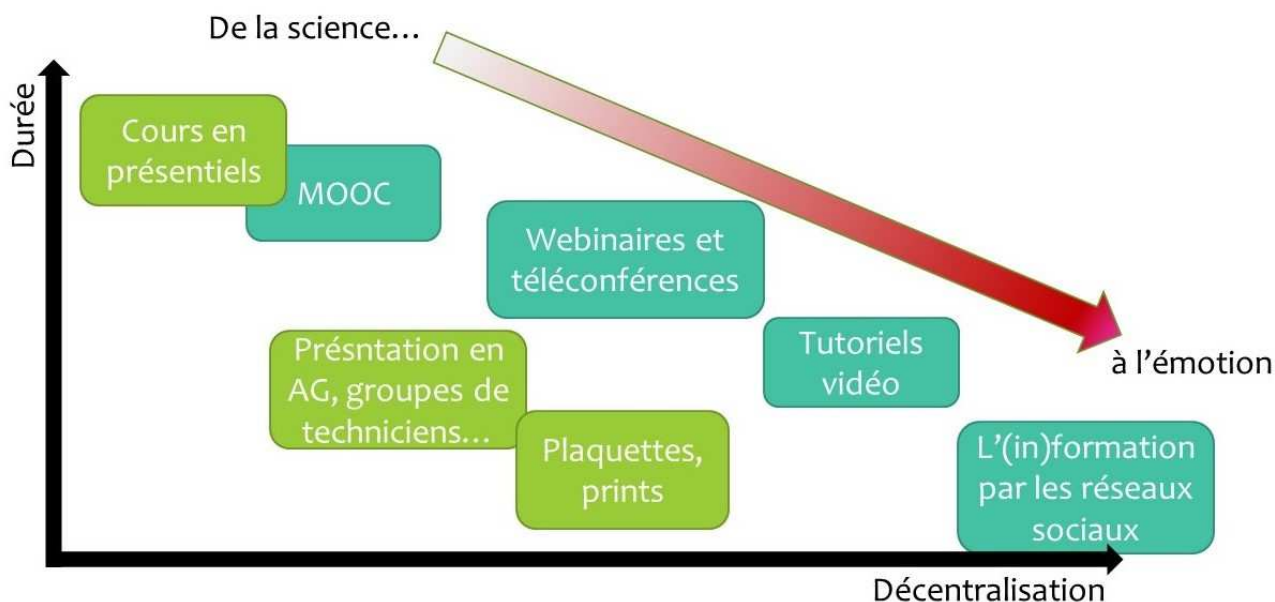 De la science…
Durée
Cours en
présentiels
MOOC
Webinaires et
téléconférences
Présntation en
AG, groupes de
techniciens…
Tutoriels
vidéo
à l’émotion
Plaquettes,
prints
L’(in)formation
par les réseaux
sociaux
Décentralisation